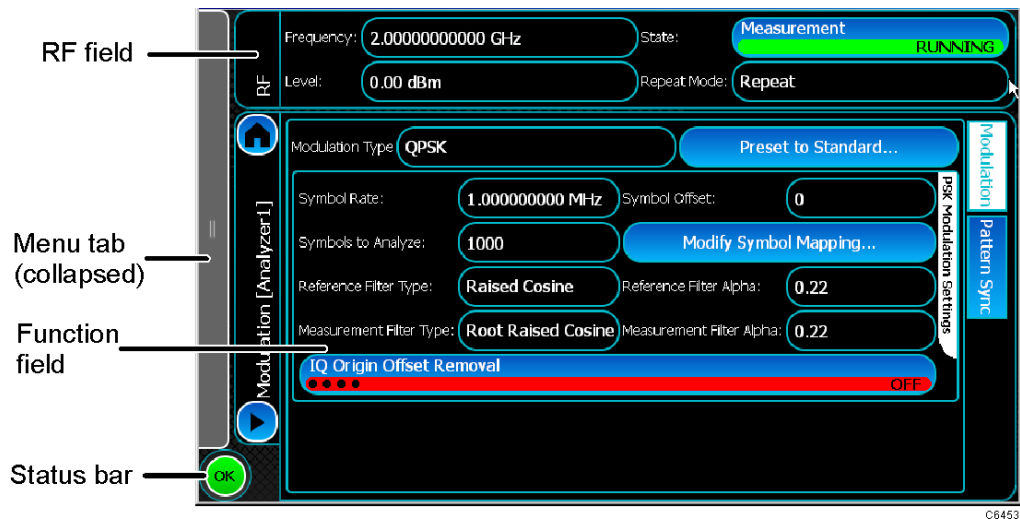 RF field
Menu tab
(collapsed)
Function
field
Status bar
RF
Frequency: 2.00000000000 GHz State: Measurement
RUNNING
Level: 0.00 dBm Repeat Mode: Repeat
Modulation [Analyzer1]
Modulation Type QPSK Preset to Standard...
Symbol Rate: 1.000000000 MHz Symbol Offset: 0
Symbols to Analyze: 1000 Modify Symbol Mapping...
Reference Filter Type: Raised Cosine Reference Filter Alpha: 0.22
Measurement Filter Type: Root Raised Cosine Measurement Filter Alpha: 0.22
IQ Origin Offset Removal
OFF
PSK Modulation Settings
Modulation
Pattern Sync
OK
C6453